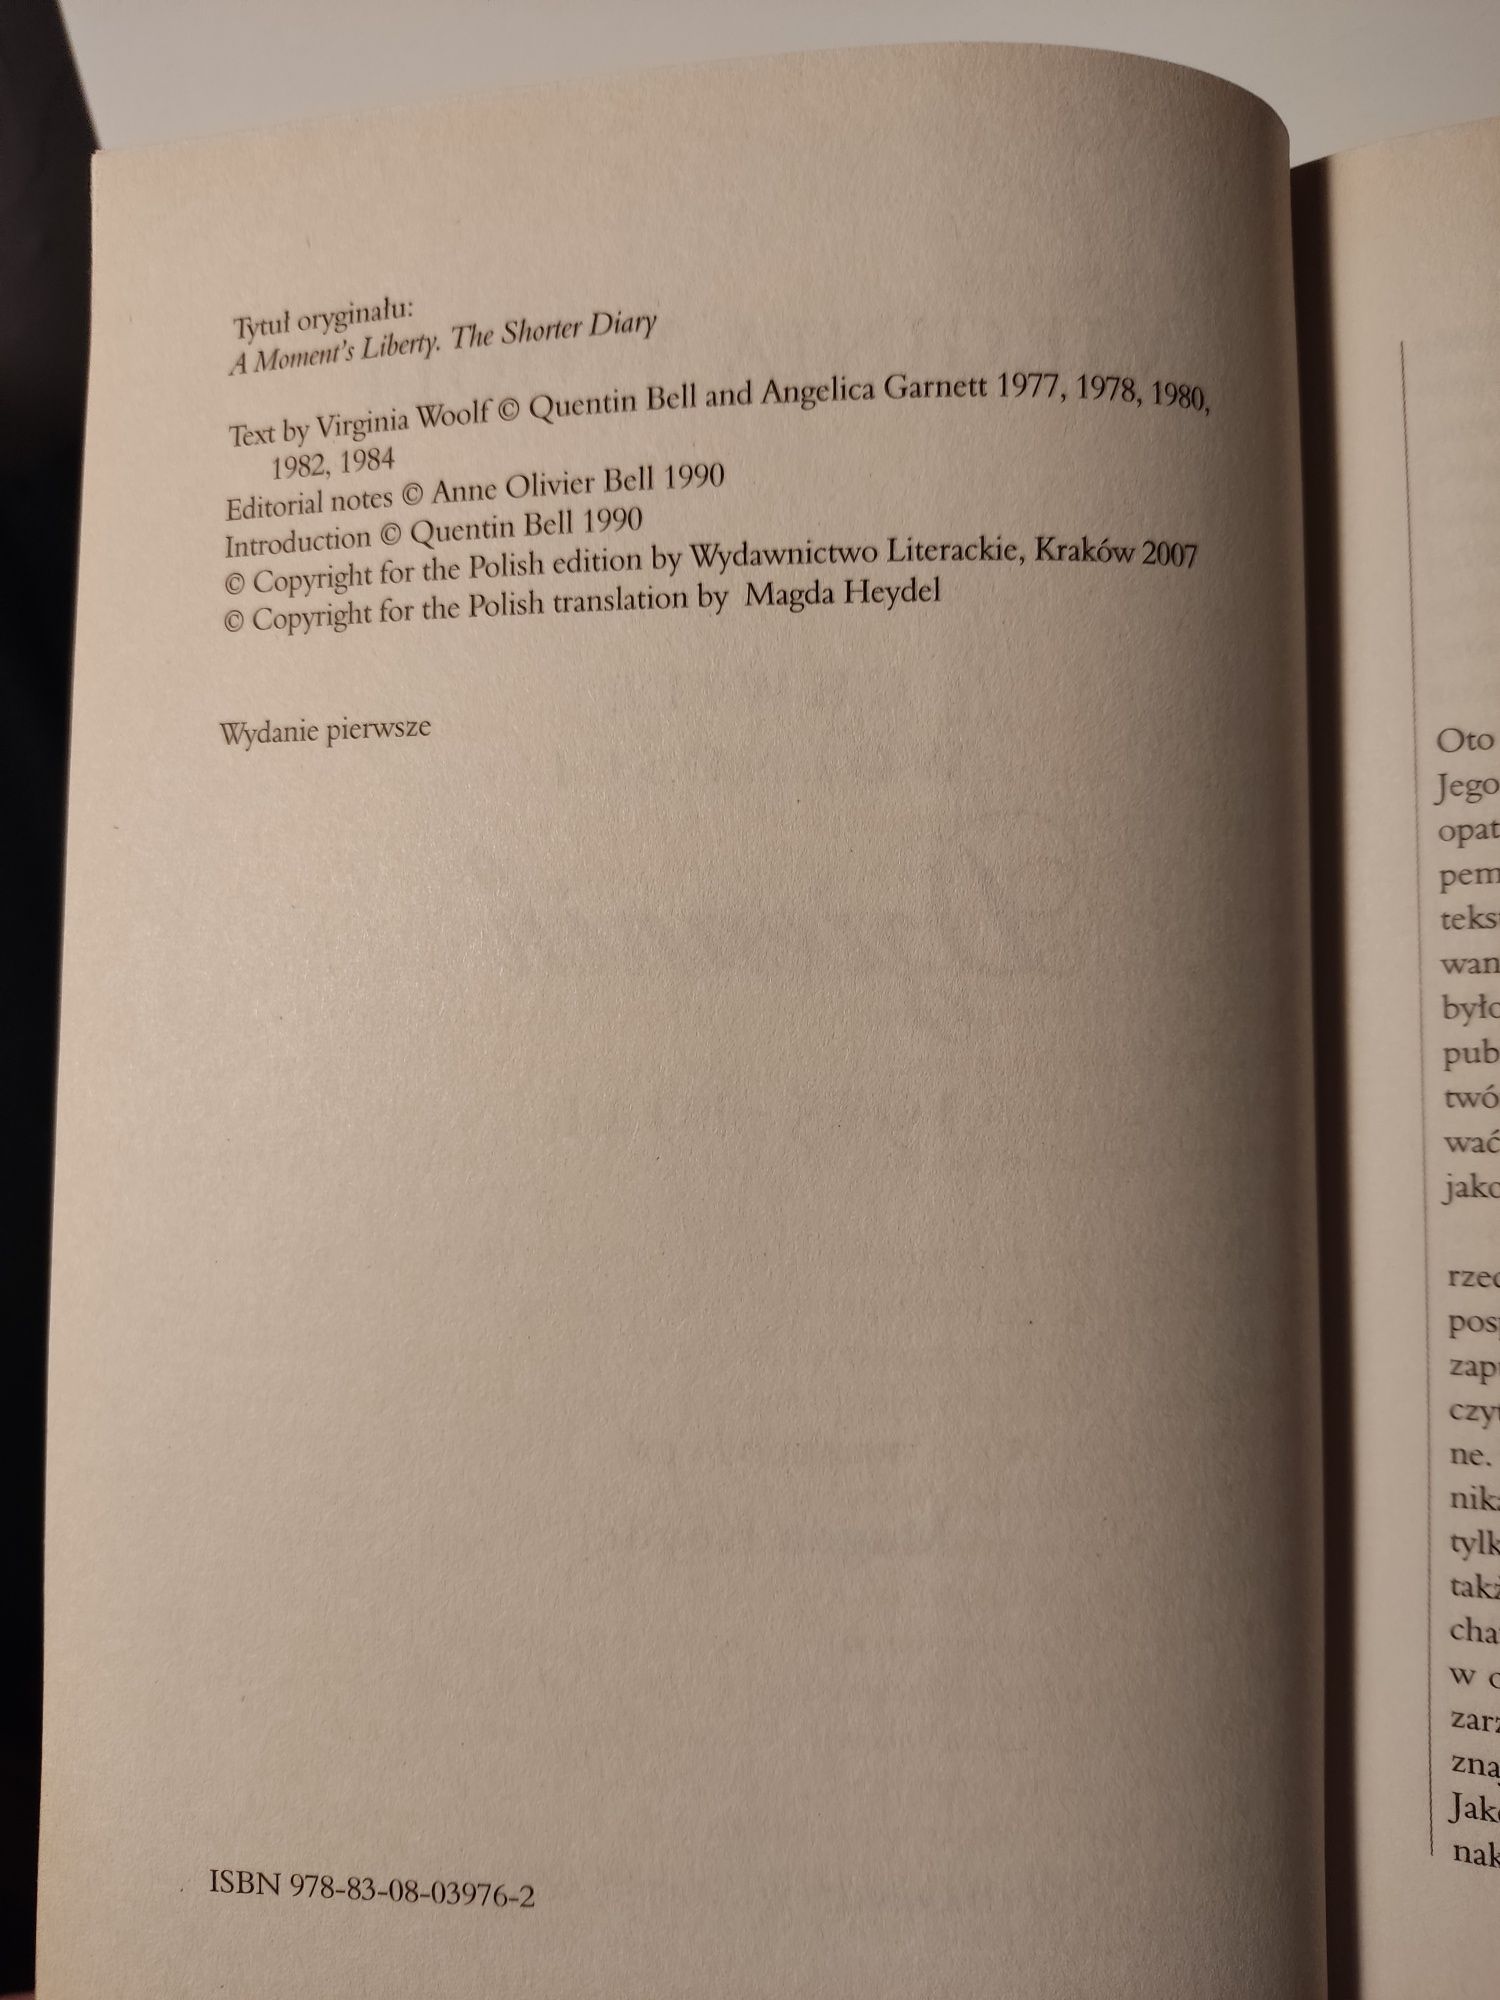 Tytuł oryginału:
A Moment's Liberty. The Shorter Diary
Text by Virginia Woolf © Quentin Bell and Angelica Garnett 1977, 1978, 1980,
1982, 1984
Editorial notes © Anne Olivier Bell 1990
Introduction © Quentin Bell 1990
© Copyright for the Polish edition by Wydawnictwo Literackie, Kraków 2007
© Copyright for the Polish translation by Magda Heydel
Wydanie pierwsze
ISBN 978-83-08-03976-2
Oto
Jego
opat
pem
teks
wan
było
pub
twó
wać
jako
rzec
pos
zap
czy
ne.
nik
tylk
takż
cha
w
zarz
zna
Jak
nak